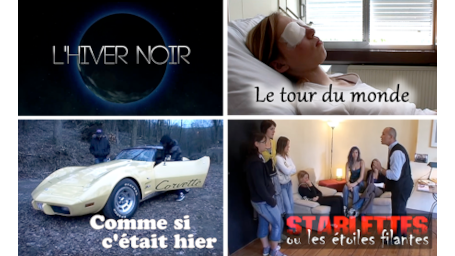 L'HIVER NOIR
Le tour du monde
Corvette
Comme si
c'était hier
STARLETTES
ou les étoiles filantes